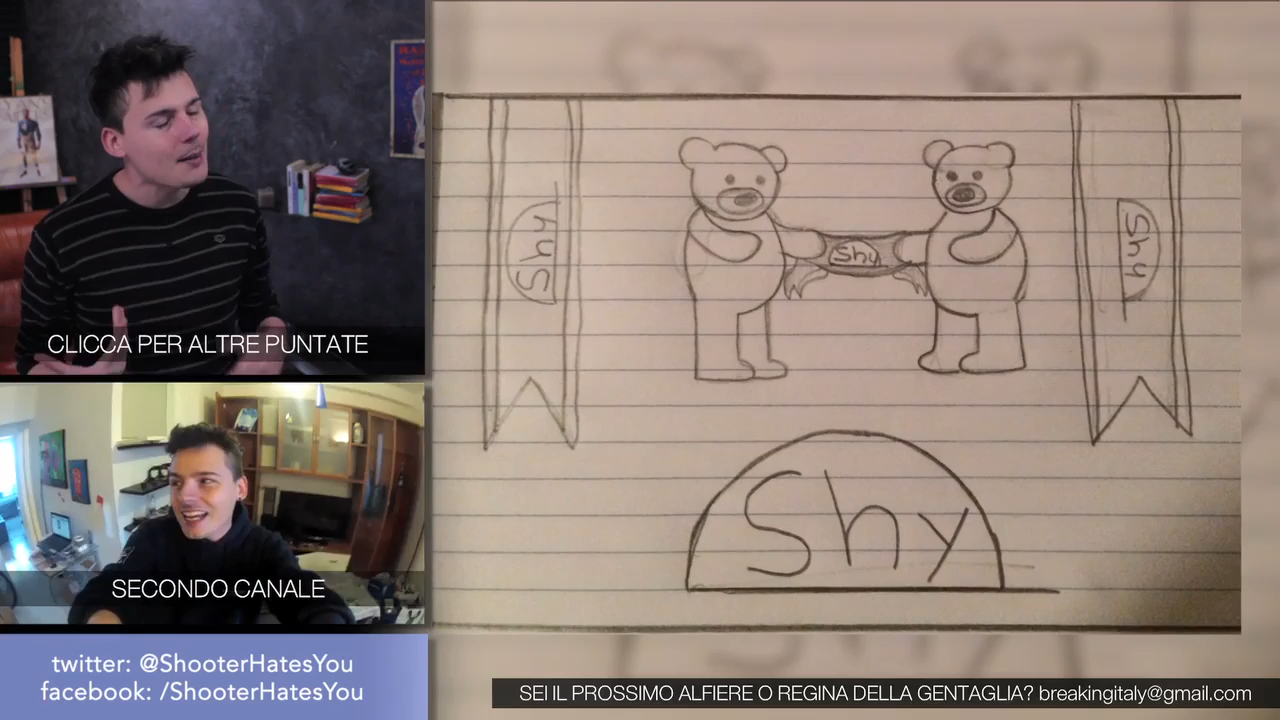 CLICCA PER ALTRE PUNTATE
SECONDO CANALE
twitter: @ShooterHatesYou
facebook: /ShooterHatesYou
Shy
Shy
Shy
Shy
SEI IL PROSSIMO ALFIERE O REGINA DELLA GENTAGLIA? breakingitaly@gmail.com